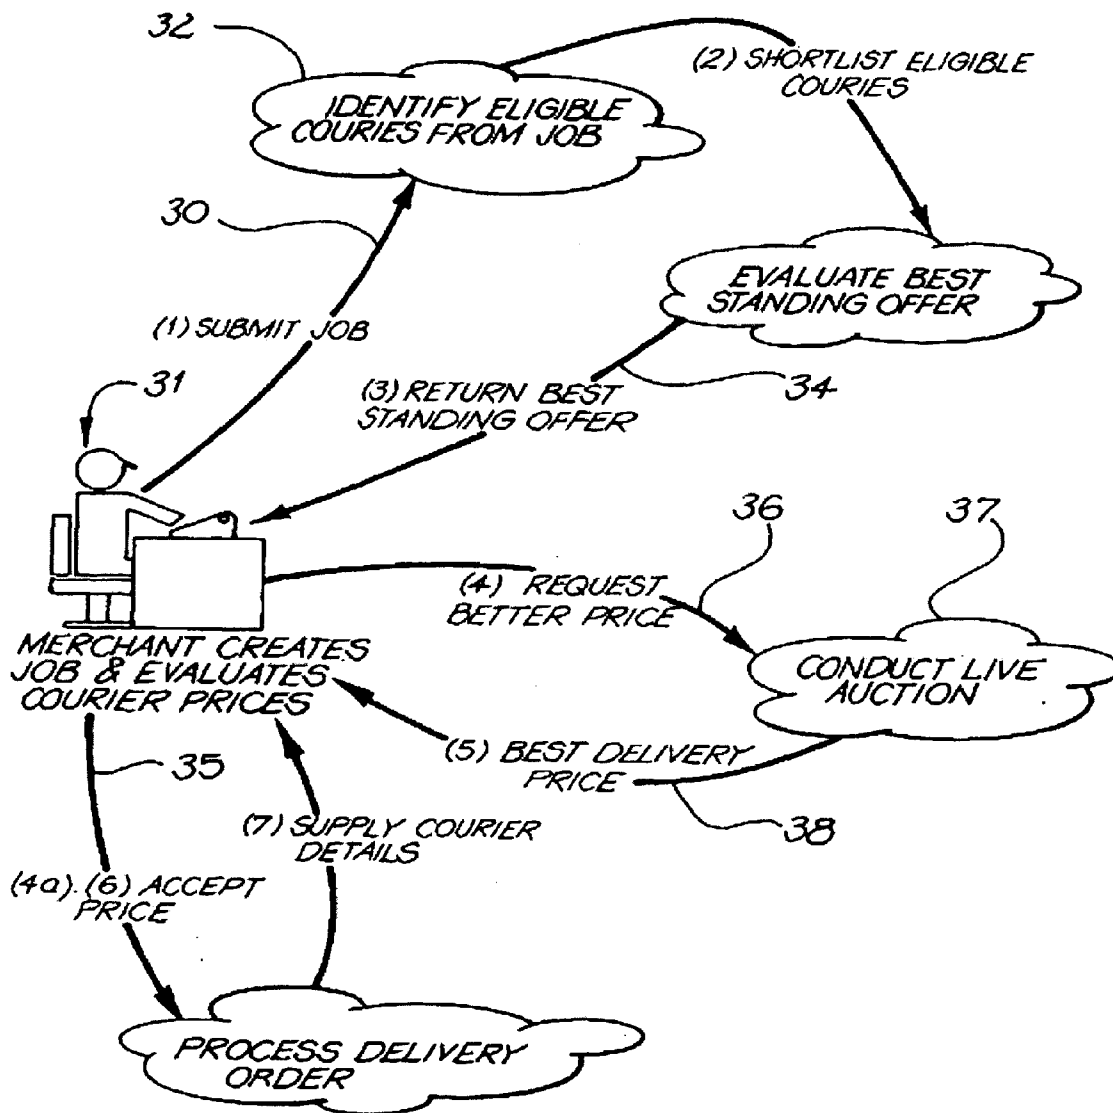 32
(2) SHORTLIST ELIGIBLE
COURIES
IDENTIFY ELIGIBLE
COURIES FROM JOB
30
EVALUATE BEST
STANDING OFFER
(1) SUBMIT JOB
31
(3) RETURN BEST
STANDING OFFER
34
36
37
(4) REQUEST
BETTER PRICE
MERCHANT CREATES
JOB & EVALUATES
COURIER PRICES
CONDUCT LIVE
AUCTION
(5) BEST DELIVERY
PRICE
35
38
(7) SUPPLY COURIER
DETAILS
(4a).(6) ACCEPT
PRICE
PROCESS DELIVERY
ORDER